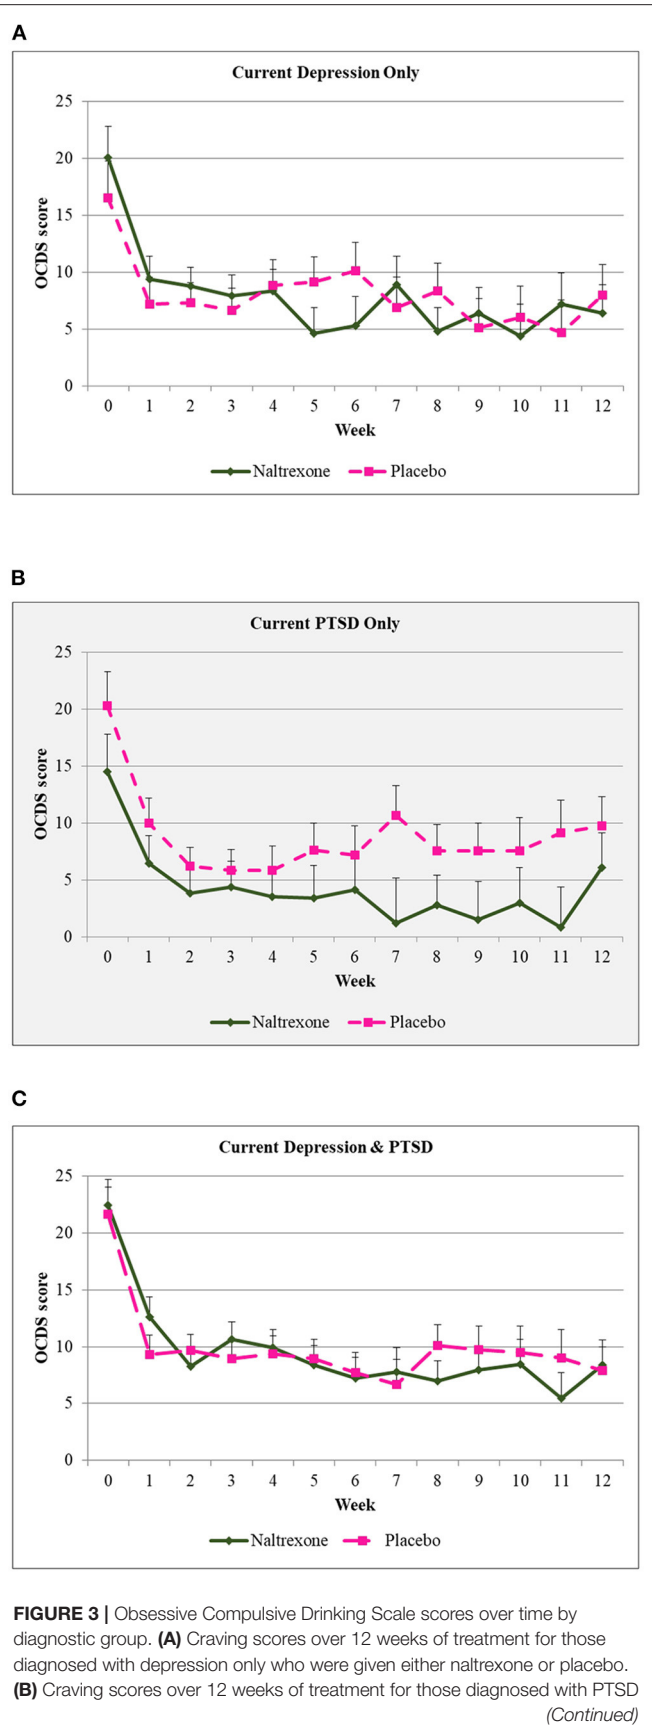 A
Current Depression Only
25
20
15
10
5
0
OCDS score
0 1 2 3 4 5 6 7 8 9 10 11 12
Week
Naltrexone Placebo
B
Current PTSD Only
25
20
15
10
5
0
OCDS score
0 1 2 3 4 5 6 7 8 9 10 11 12
Week
Naltrexone Placebo
C
Current Depression & PTSD
25
20
15
10
5
0
OCDS score
0 1 2 3 4 5 6 7 8 9 10 11 12
Week
Naltrexone Placebo
FIGURE 3 | Obsessive Compulsive Drinking Scale scores over time by
diagnostic group. (A) Craving scores over 12 weeks of treatment for those
diagnosed with depression only who were given either naltrexone or placebo.
(B) Craving scores over 12 weeks of treatment for those diagnosed with PTSD
(Continued)